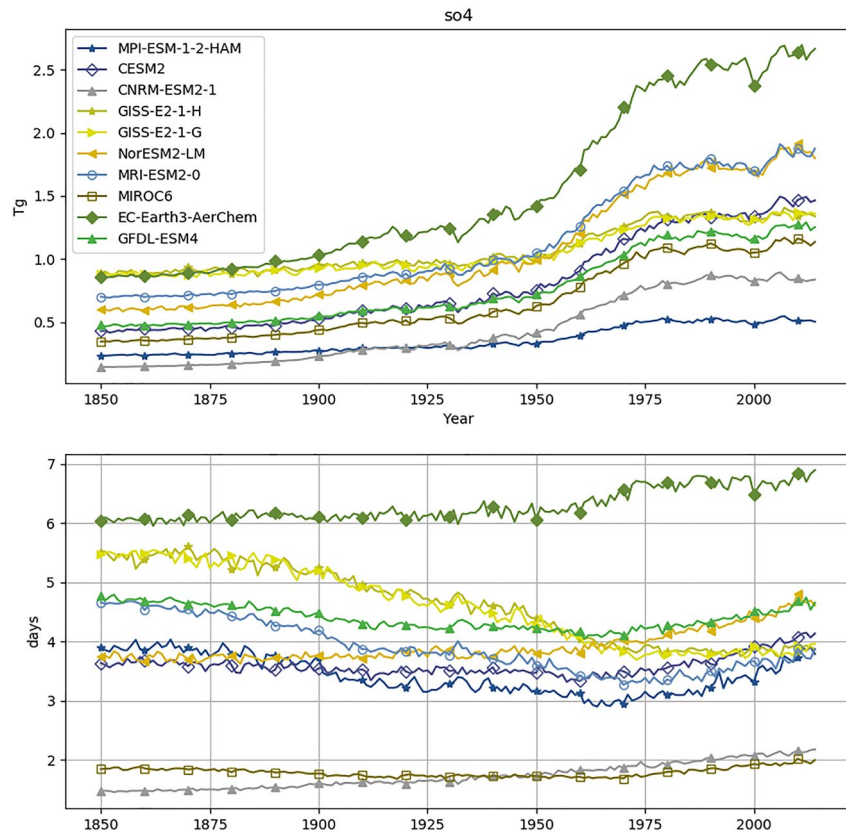 so4
MPI-ESM-1-2-HAM
CESM2
CNRM-ESM2-1
GISS-E2-1-H
GISS-E2-1-G
NorESM2-LM
MRI-ESM2-0
MIROC6
EC-Earth3-AerChem
GFDL-ESM4
2.5
2.0
1.5
1.0
0.5
Tg
1850 1875 1900 1925 1950 1975 2000
Year
7
6
5
4
3
2
days
1850 1875 1900 1925 1950 1975 2000